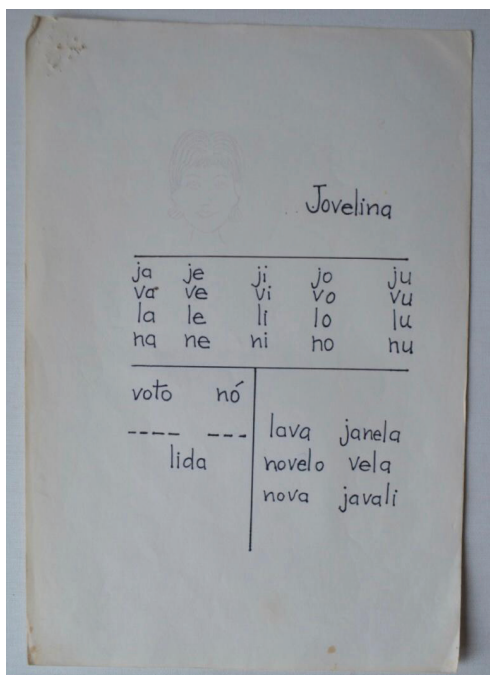 Jovelina
ja je ji jo ju
va ve vi vo vu
la le li lo lu
na ne ni no nu
voto nó
---- ---
lida
lava janela
novelo vela
nova javali